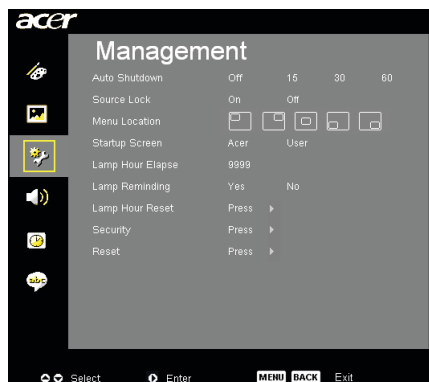 acer
Management
Auto Shutdown Off 15 30 60
Source Lock On Off
Menu Location
Startup Screen Acer User
Lamp Hour Elapse 9999
Lamp Reminding Yes No
Lamp Hour Reset Press
Security Press
Reset Press
abc
Select Enter MENU BACK Exit